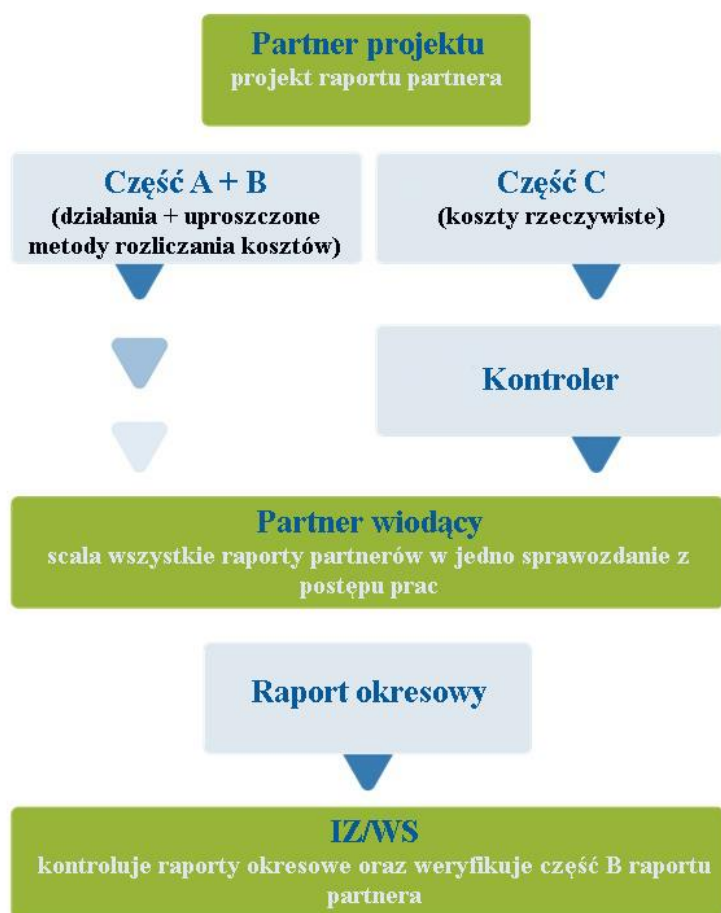 Partner projektu
projekt raportu partnera
Część A + B
(działania + uproszczone
metody rozliczania kosztów)
Część C
(koszty rzeczywiste)
Kontroler
Partner wiodący
scala wszystkie raporty partnerów w jedno sprawozdanie z
postępu prac
Raport okresowy
IZ/WS
kontroluje raporty okresowe oraz weryfikuje część B raportu
partnera